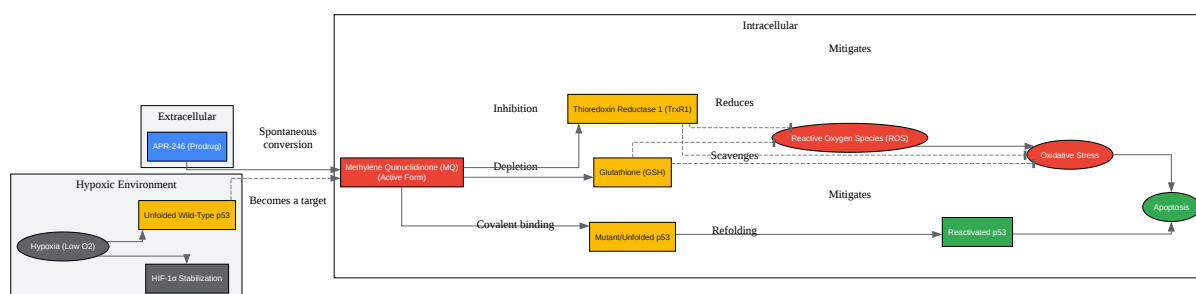 Intracellular
Mitigates
Extracellular
APR-246 (Prodrug)
Spontaneous
conversion
Inhibition
Thioredoxin Reductase 1 (TrxR1)
Reduces
Reactive Oxygen Species (ROS)
Scavenges
Oxidative Stress
Methylene Quinuclidinone (MQ)
(Active Form)
Depletion
Glutathione (GSH)
Hypoxic Environment
Becomes a target
Unfolded Wild-Type p53
Mitigates
Apoptosis
Covalent binding
Mutant/Unfolded p53
Refolding
Reactivated p53
Hypoxia (Low O2)
HIF-1α Stabilization